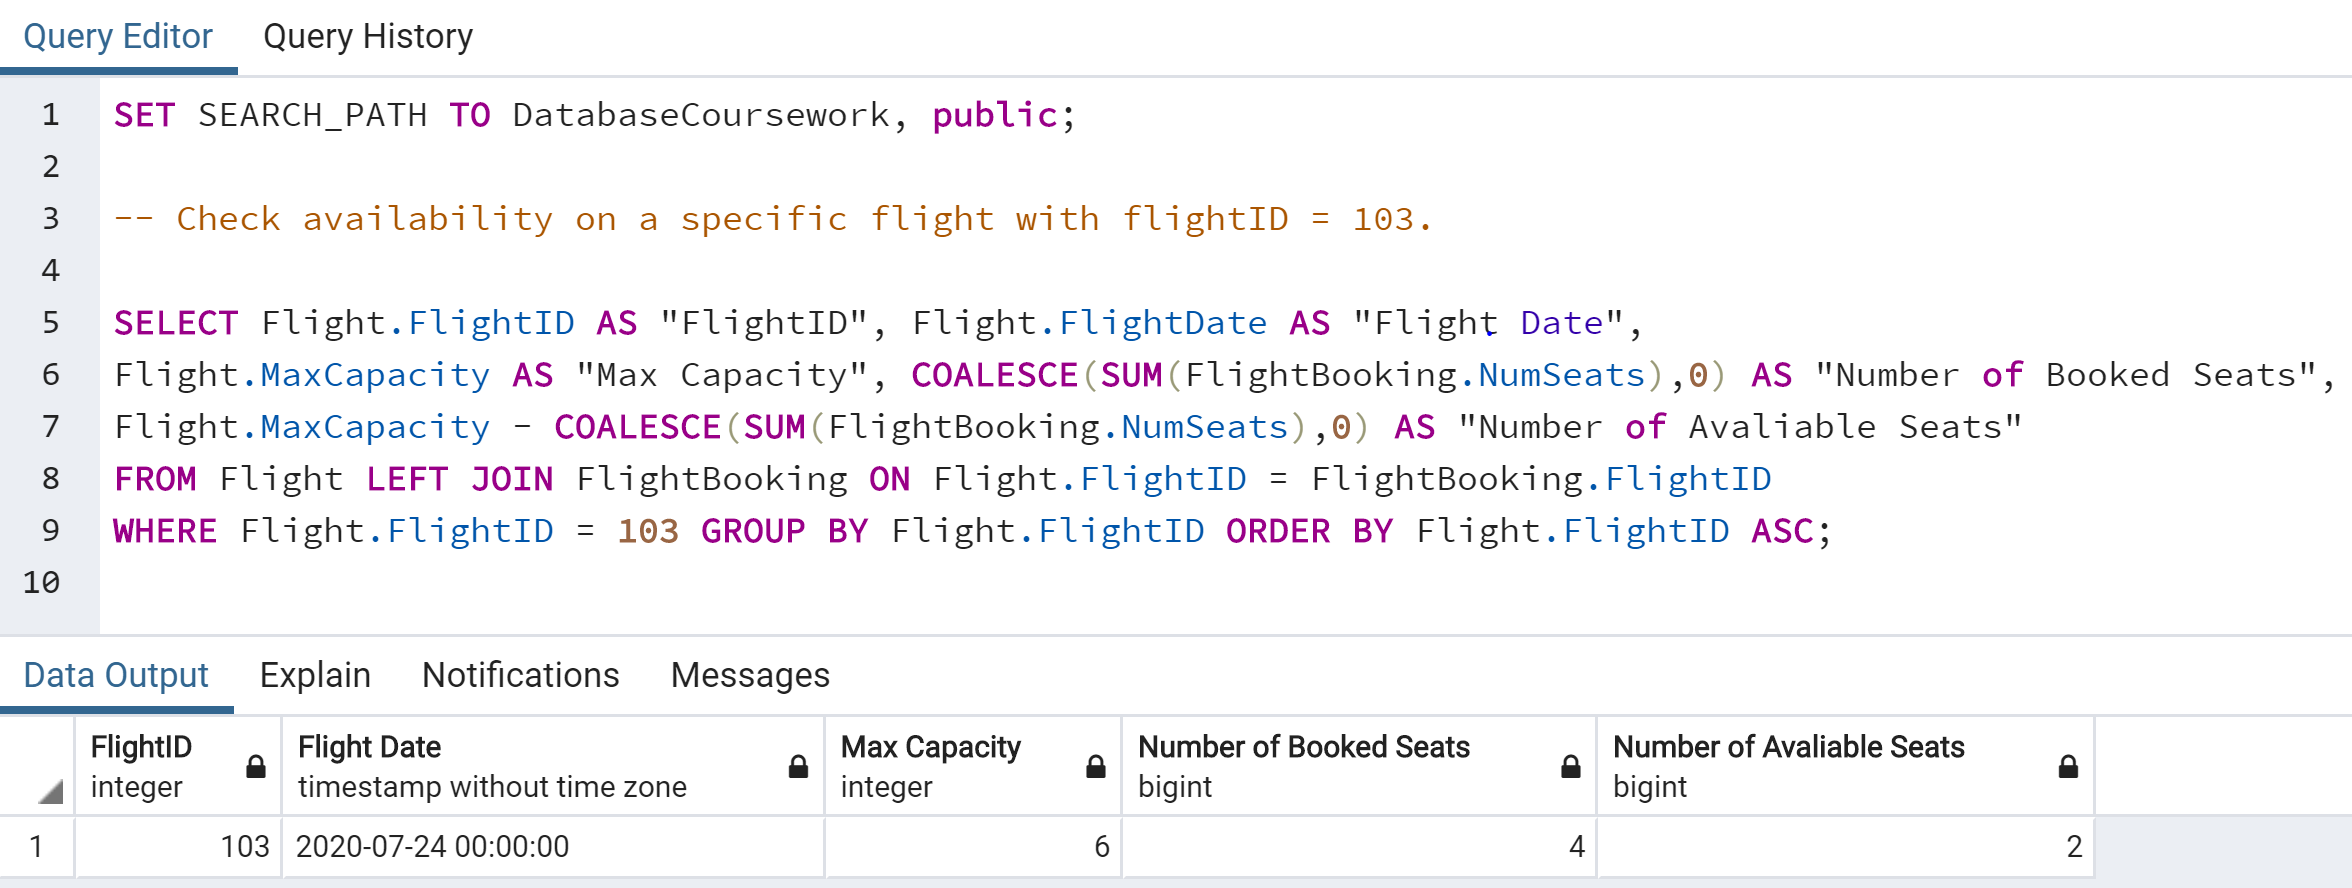 Query Editor Query History
1 SET SEARCH_PATH TO DatabaseCoursework, public;
2
3 -- Check availability on a specific flight with flightID = 103.
4
5 SELECT Flight.FlightID AS "FlightID", Flight.FlightDate AS "Flight Date",
6 Flight.MaxCapacity AS "Max Capacity", COALESCE(SUM(FlightBooking.NumSeats),0) AS "Number of Booked Seats",
7 Flight.MaxCapacity - COALESCE(SUM(FlightBooking.NumSeats),0) AS "Number of Avaliable Seats"
8 FROM Flight LEFT JOIN FlightBooking ON Flight.FlightID = FlightBooking.FlightID
9 WHERE Flight.FlightID = 103 GROUP BY Flight.FlightID ORDER BY Flight.FlightID ASC;
10
Data Output Explain Notifications Messages
FlightID Flight Date Max Capacity Number of Booked Seats Number of Avaliable Seats
integer timestamp without time zone integer bigint bigint
1 103 2020-07-24 00:00:00 6 4 2